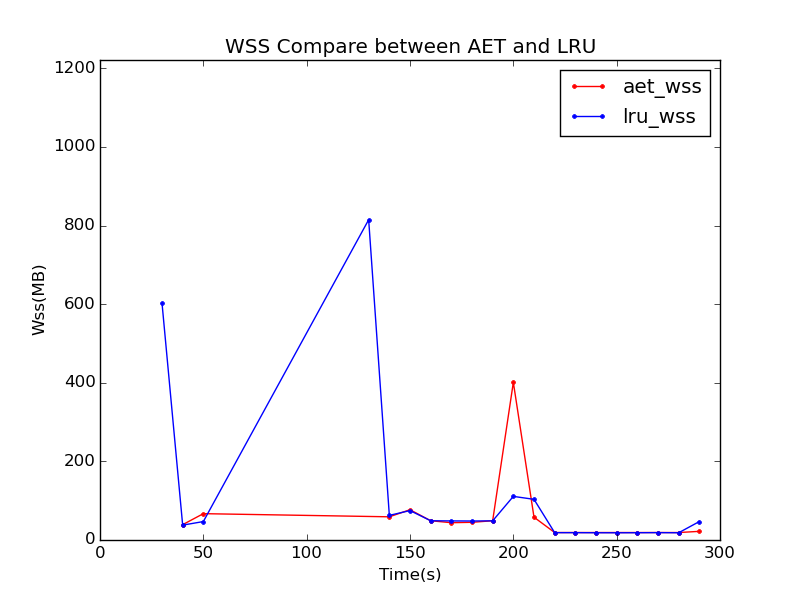 WSS Compare between AET and LRU
aet_wss
lru_wss
1200
1000
800
600
400
200
0
Wss(MB)
0 50 100 150 200 250 300
Time(s)